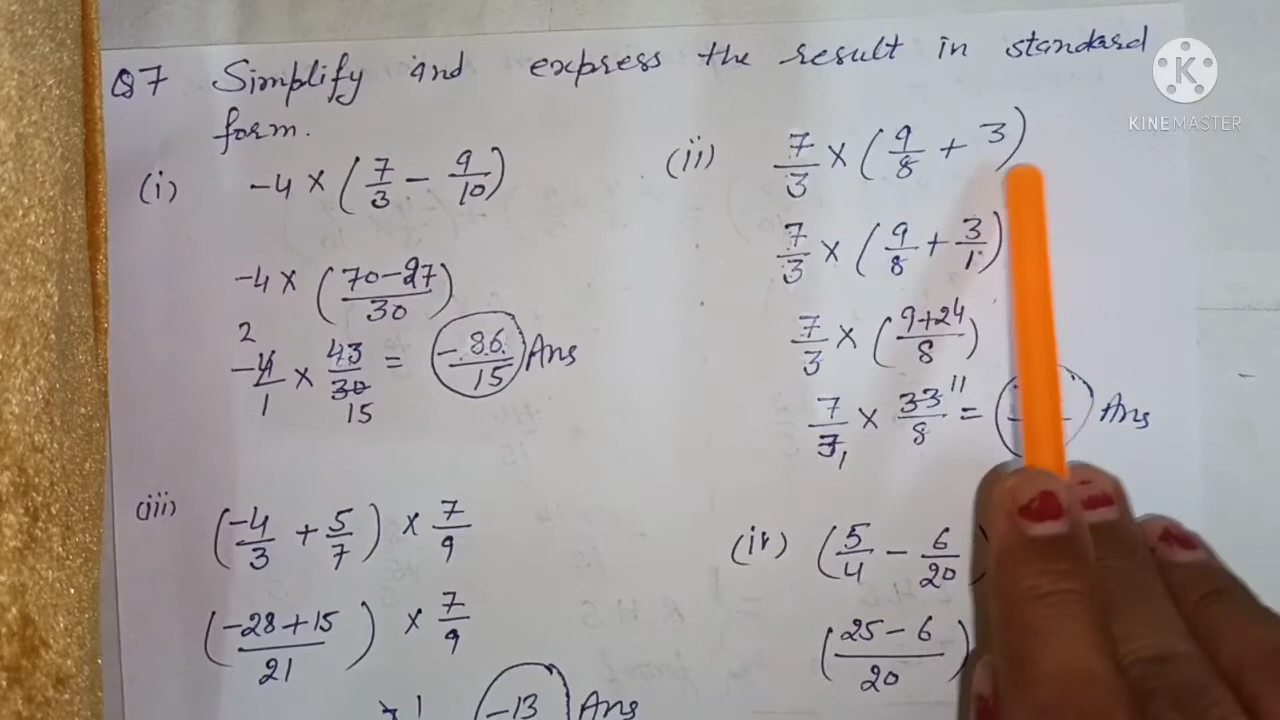 Q7 Simplify and express the result in standard
form.
(i) -4 × (7/3 - 9/10)
-4 × (70-27/30)
2
-4/1 × 43/30 = -86/15 Ans
15
(ii) 7/3 × (9/8 + 3)
7/3 × (9/8 + 3/1)
7/3 × (9+24/8)
7/3 × 33/8 = Ans
1 11
(iii) (-4/3 + 5/7) × 7/9
(-28+15/21) × 7/9
× 1 -13 Ans
(iv) (5/4 - 6/20
(25-6/20)
K
KINEMASTER